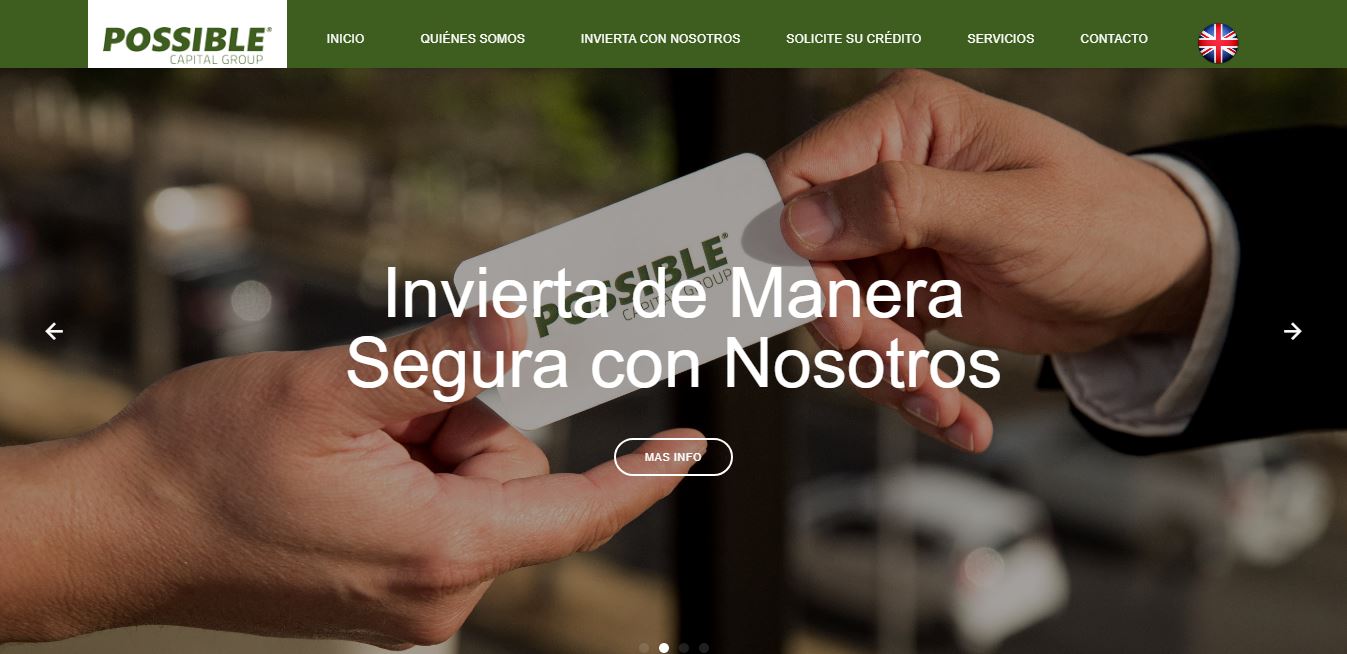 POSSIBLE®
CAPITAL GROUP
INICIO
QUIÉNES SOMOS
INVIERTA CON NOSOTROS
SOLICITE SU CRÉDITO
SERVICIOS
CONTACTO
POSSIBLE®
CAPITAL GROUP
Invierta de Manera
Segura con Nosotros
MAS INFO